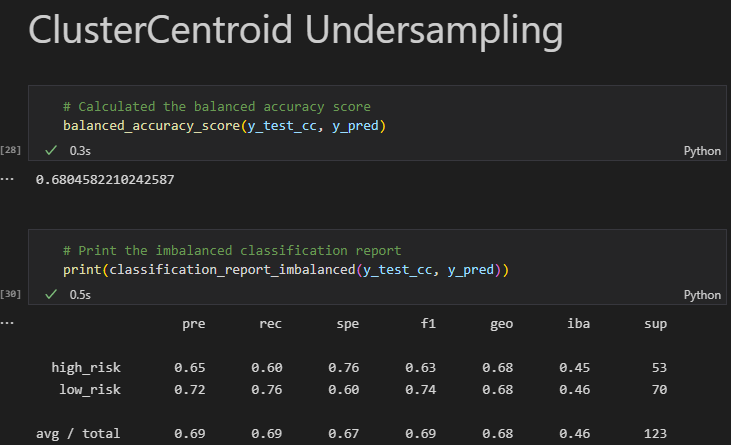 ClusterCentroid Undersampling
# Calculated the balanced accuracy score
balanced_accuracy_score(y_test_cc, y_pred)
[28] ✓ 0.3s Python
... 0.6804582210242587
# Print the imbalanced classification report
print(classification_report_imbalanced(y_test_cc, y_pred))
[30] ✓ 0.5s Python
... pre rec spe f1 geo iba sup
high_risk 0.65 0.60 0.76 0.63 0.68 0.45 53
low_risk 0.72 0.76 0.60 0.74 0.68 0.46 70
avg / total 0.69 0.69 0.67 0.69 0.68 0.46 123